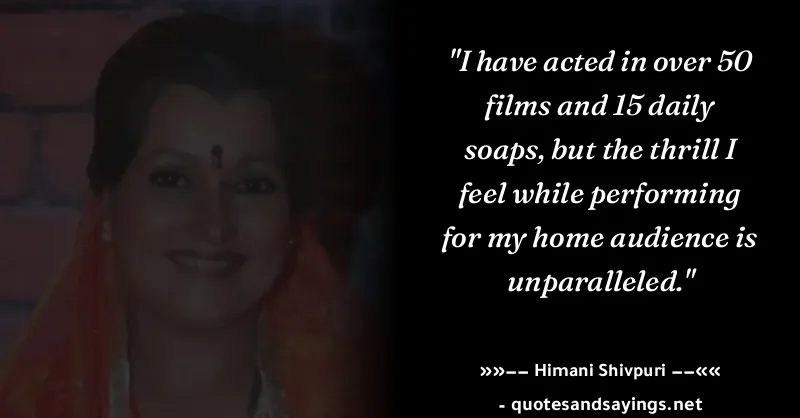 "I have acted in over 50
films and 15 daily
soaps, but the thrill I
feel while performing
for my home audience is
unparalleled."
»»−− Himani Shivpuri −−««
- quotesandsayings.net